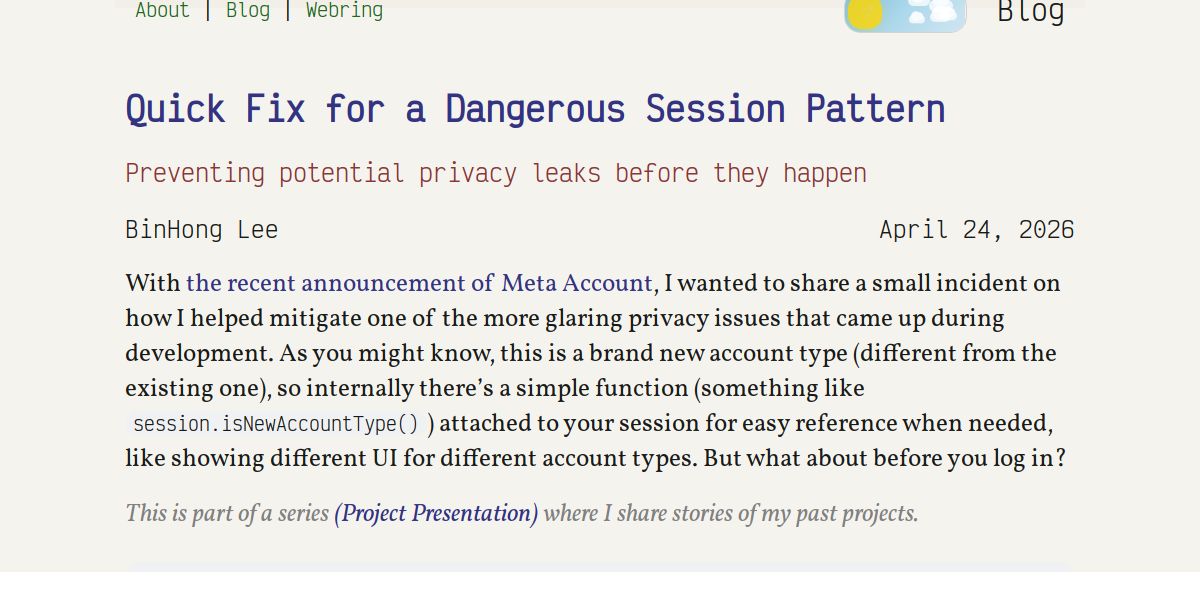 About | Blog | Webring
Blog
Quick Fix for a Dangerous Session Pattern
Preventing potential privacy leaks before they happen
BinHong Lee
April 24, 2026
With the recent announcement of Meta Account, I wanted to share a small incident on
how I helped mitigate one of the more glaring privacy issues that came up during
development. As you might know, this is a brand new account type (different from the
existing one), so internally there’s a simple function (something like
session.isNewAccountType() ) attached to your session for easy reference when needed,
like showing different UI for different account types. But what about before you log in?
This is part of a series (Project Presentation) where I share stories of my past projects.